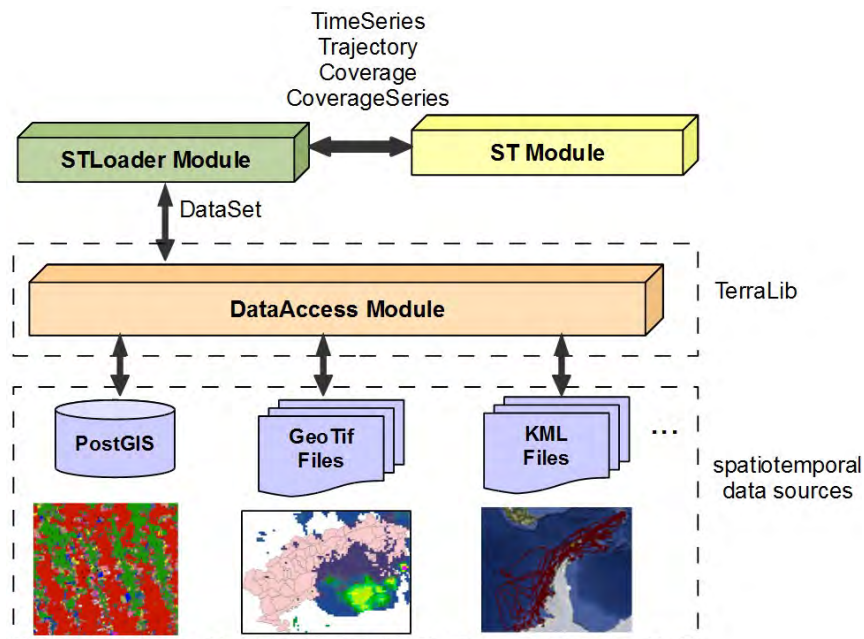 TimeSeries
Trajectory
Coverage
CoverageSeries
STLoader Module
ST Module
DataSet
DataAccess Module
TerraLib
PostGIS
GeoTif
Files
KML
Files
...
spatiotemporal
data sources